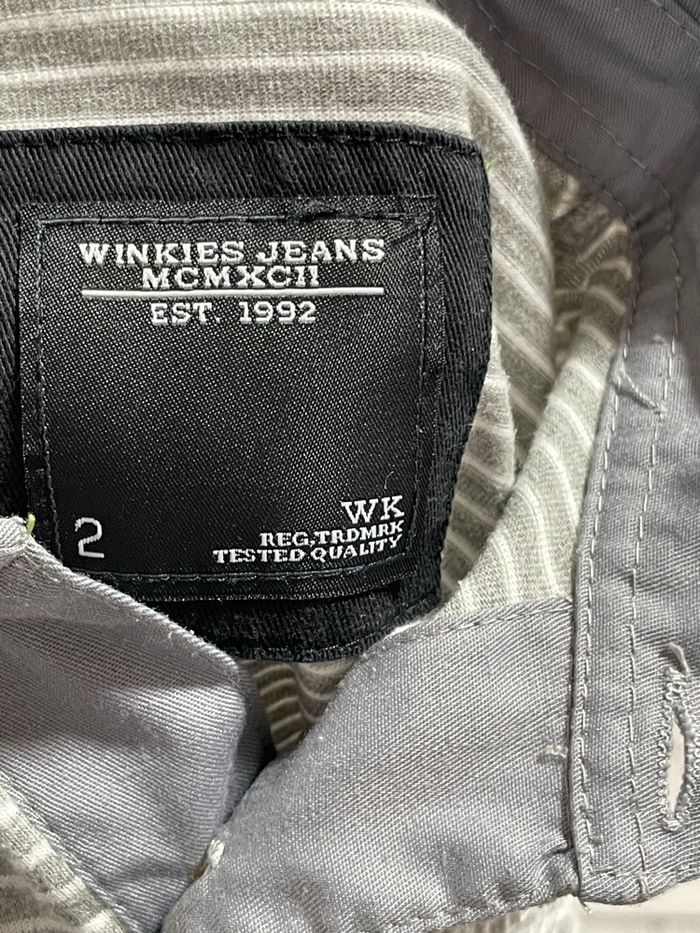 WINKIES JEANS
MCMXCII
EST. 1992
WK
2
REG,TRDMRK
TESTED QUALITY